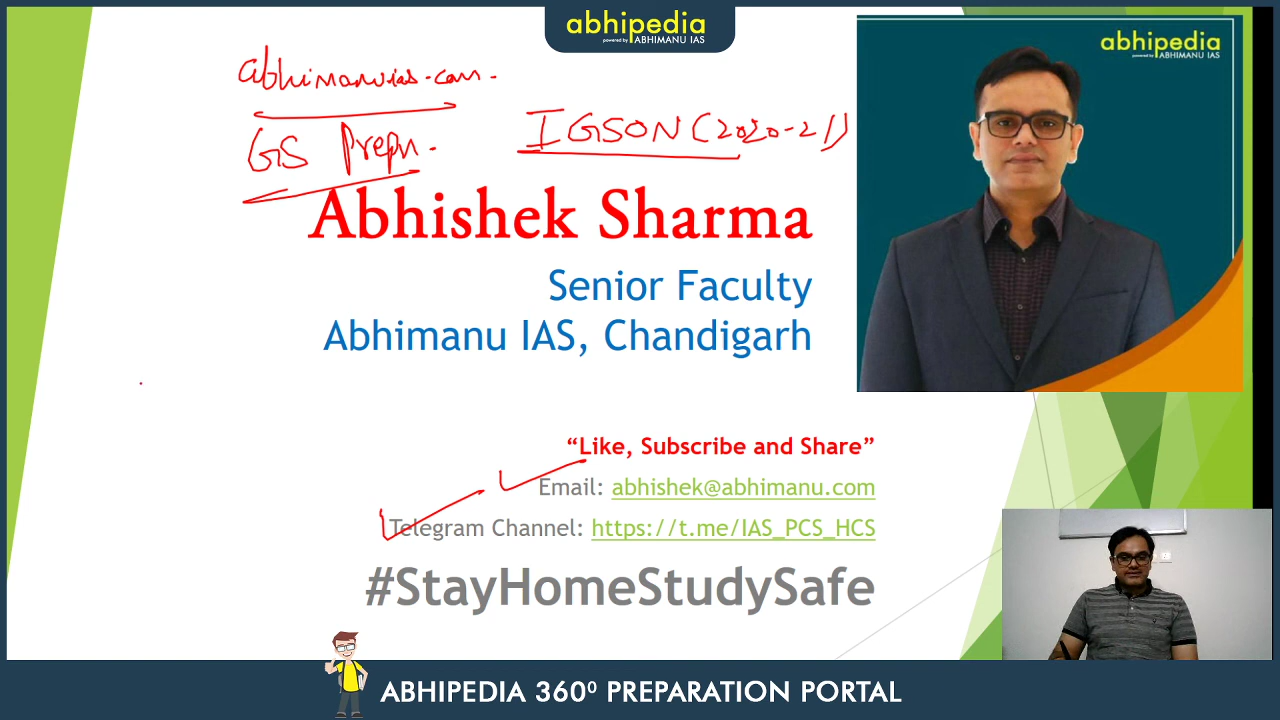 abhipedia
powered by ABHIMANU IAS
abhipedia
powered by ABHIMANU IAS
abhimanuias.com
GS Prepn.
IGSON (2020-21)
Abhishek Sharma
Senior Faculty
Abhimanu IAS, Chandigarh
“Like, Subscribe and Share”
Email: abhishek@abhimanu.com
Telegram Channel: https://t.me/IAS_PCS_HCS
#StayHomeStudySafe
ABHIPEDIA 360⁰ PREPARATION PORTAL